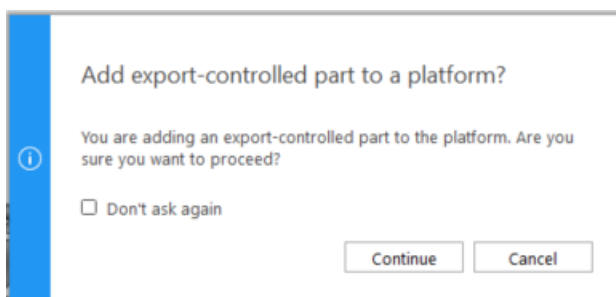 Add export-controlled part to a platform?
You are adding an export-controlled part to the platform. Are you
sure you want to proceed?
Don't ask again
Continue Cancel